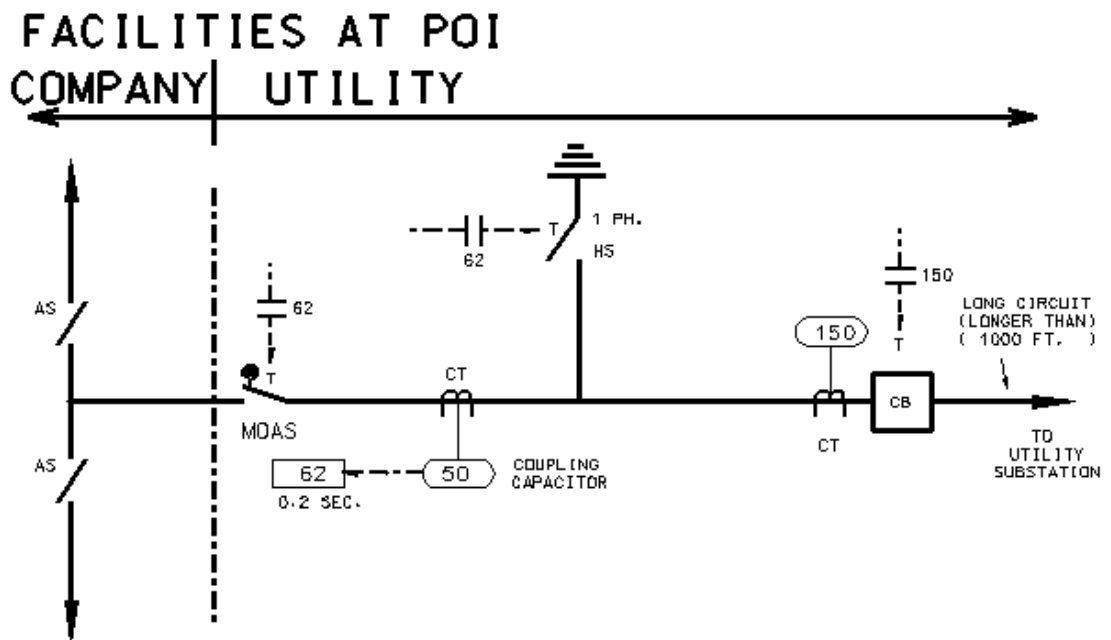 FACILITIES AT POI
COMPANY UTILITY
T
1 PH.
62
HS
AS
62
150
150
LONG CIRCUIT
(LONGER THAN)
( 1000 FT. )
T
T
CT
CB
MOAS
CT
TO
UTILITY
SUBSTATION
AS
62
50
COUPLING
CAPACITOR
0.2 SEC.